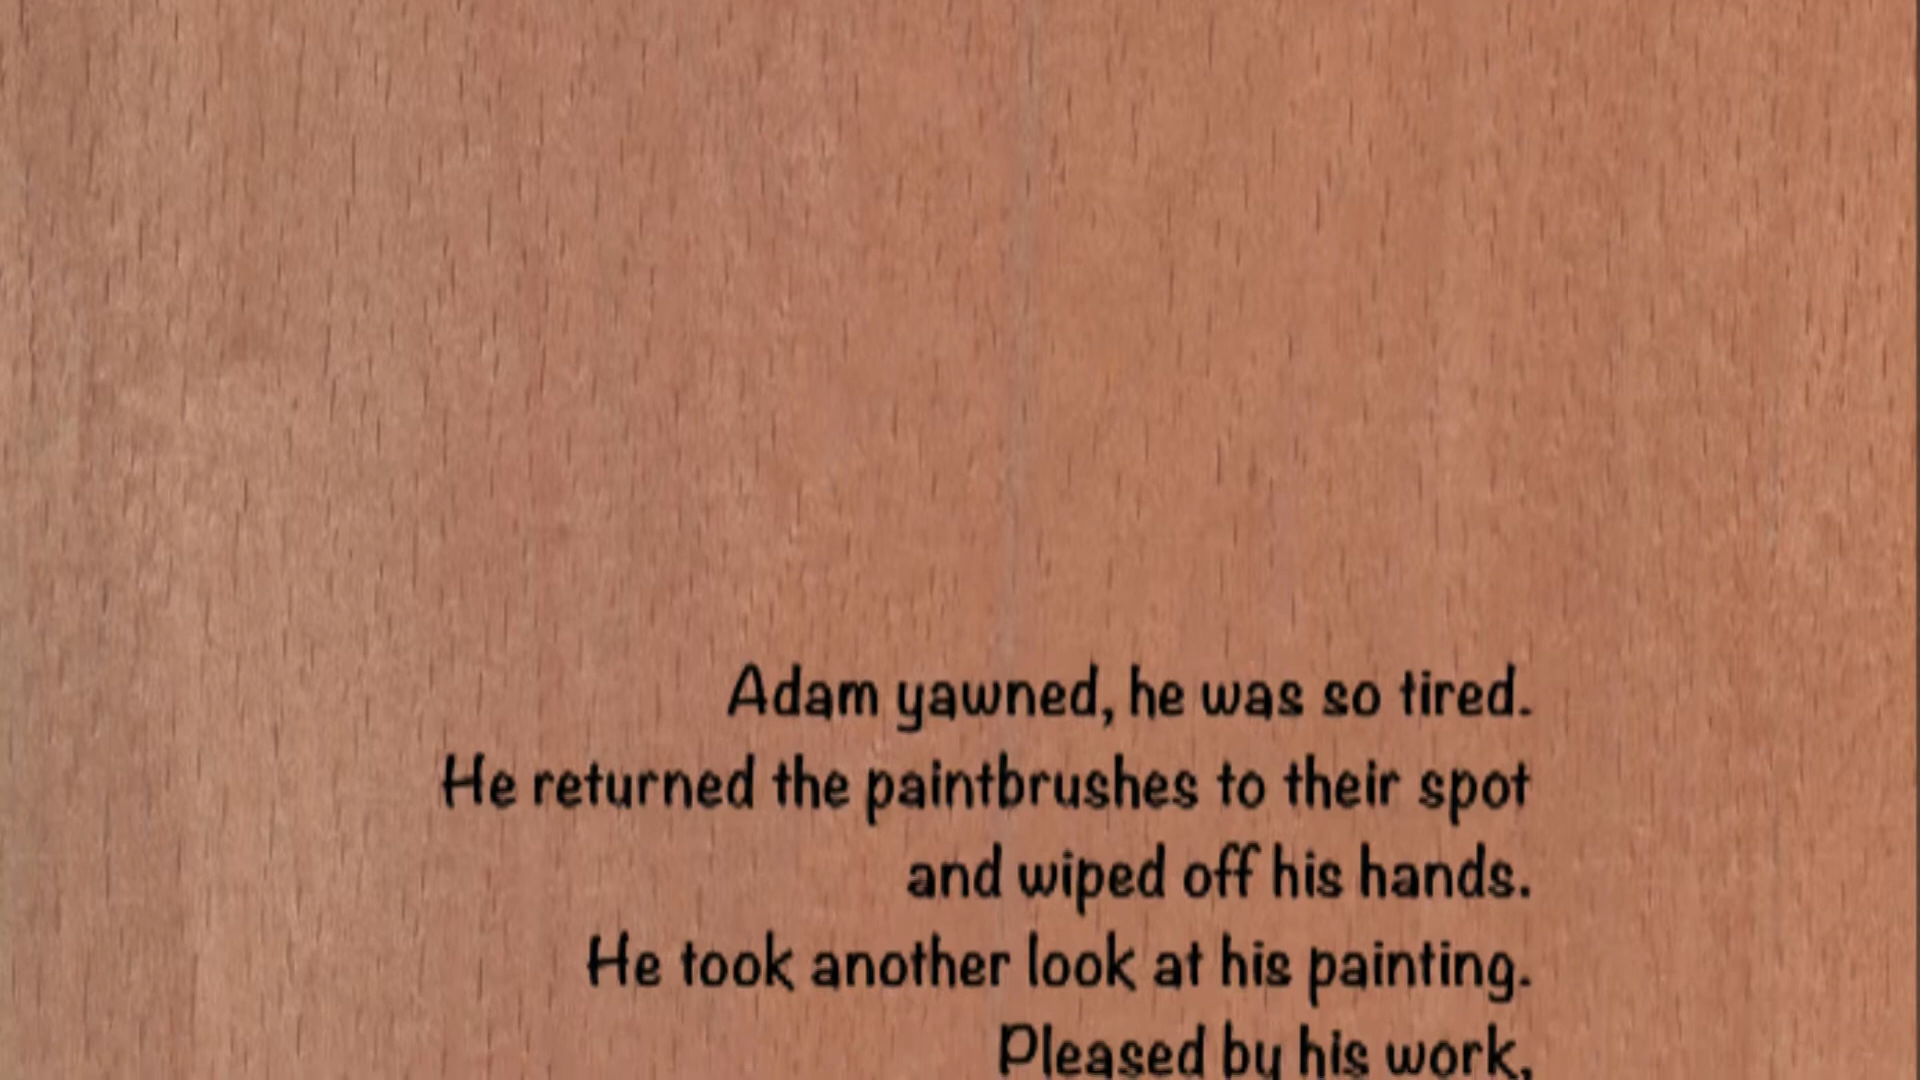 Adam yawned, he was so tired.
He returned the paintbrushes to their spot
and wiped off his hands.
He took another look at his painting.
Pleased by his work,